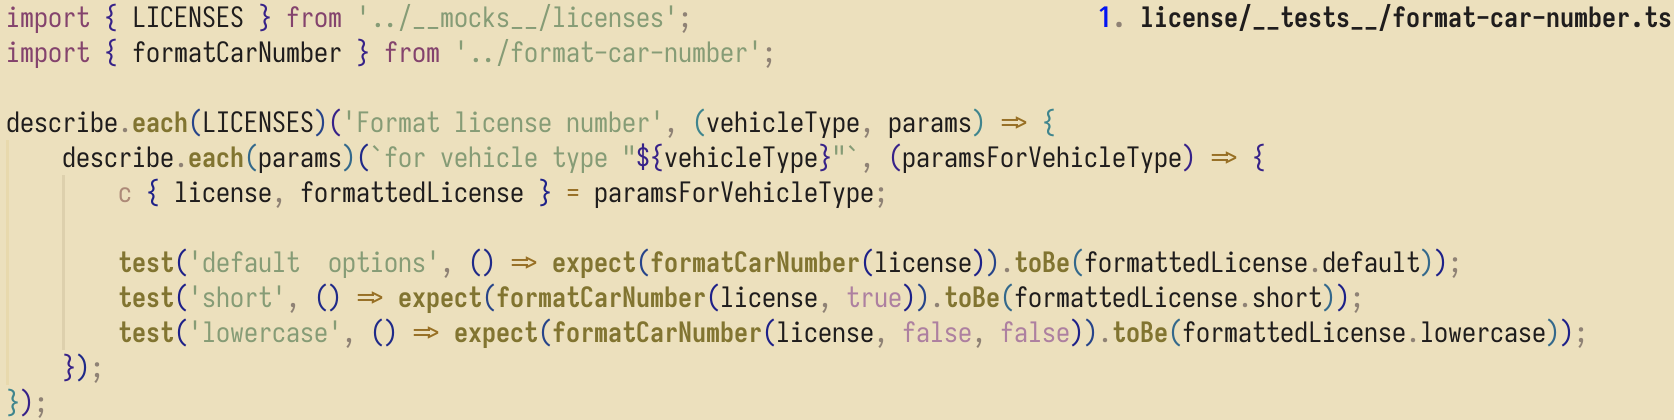 import { LICENSES } from '../__mocks__/licenses';
1. license/__tests__/format-car-number.ts
import { formatCarNumber } from '../format-car-number';
describe.each(LICENSES)('Format license number', (vehicleType, params) => {
describe.each(params)(`for vehicle type "${vehicleType}"`, (paramsForVehicleType) => {
c { license, formattedLicense } = paramsForVehicleType;
test('default  options', () => expect(formatCarNumber(license)).toBe(formattedLicense.default));
test('short', () => expect(formatCarNumber(license, true)).toBe(formattedLicense.short));
test('lowercase', () => expect(formatCarNumber(license, false, false)).toBe(formattedLicense.lowercase));
});
});